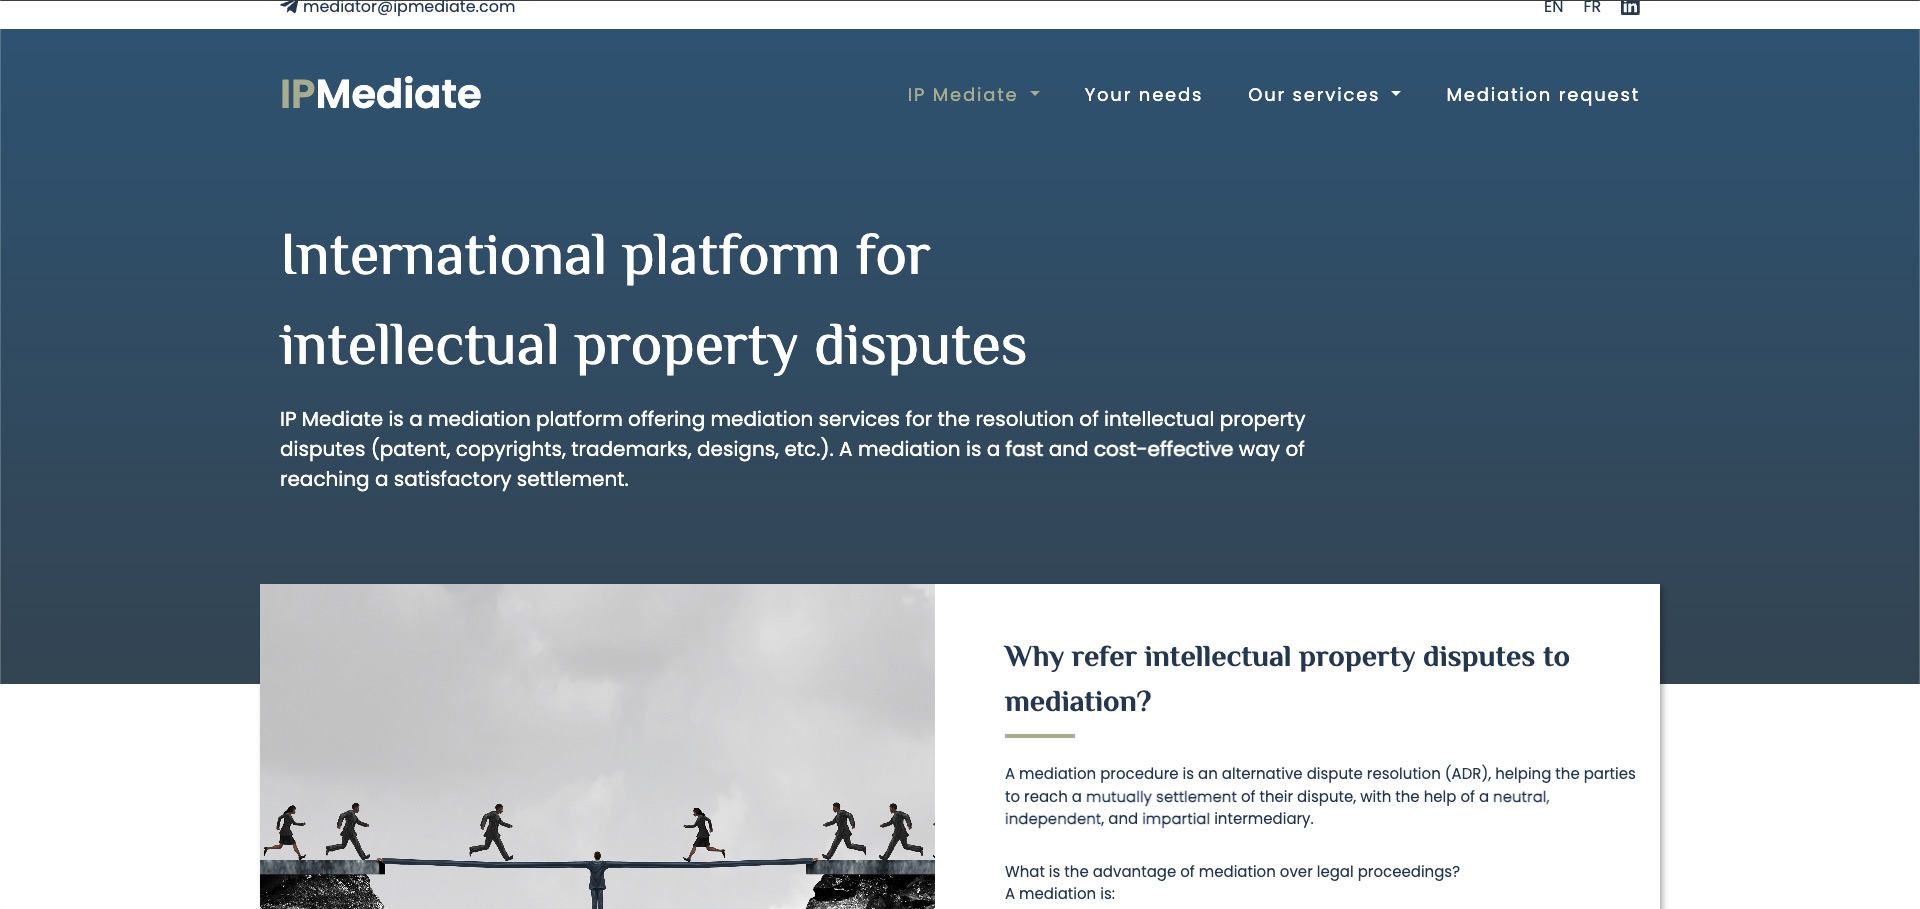 mediator@ipmediate.com
EN FR in
IPMediate
IP Mediate Your needs Our services Mediation request
International platform for
intellectual property disputes
IP Mediate is a mediation platform offering mediation services for the resolution of intellectual property
disputes (patent, copyrights, trademarks, designs, etc.). A mediation is a fast and cost-effective way of
reaching a satisfactory settlement.
Why refer intellectual property disputes to
mediation?
A mediation procedure is an alternative dispute resolution (ADR), helping the parties
to reach a mutually settlement of their dispute, with the help of a neutral,
independent, and impartial intermediary.
What is the advantage of mediation over legal proceedings?
A mediation is: